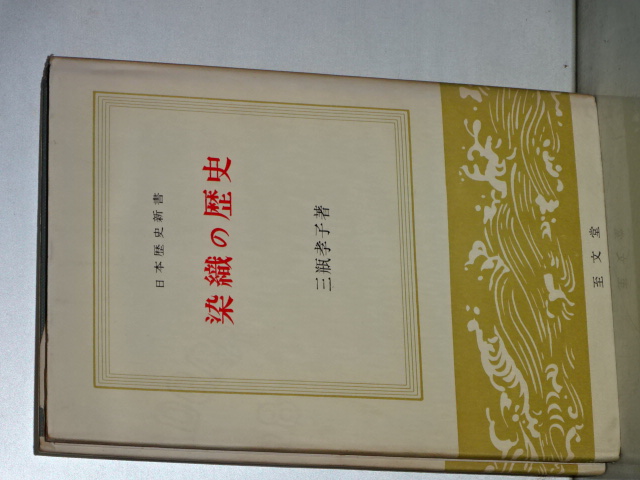 日本歴史新書
染織の歴史
三瓶孝子著
至文堂